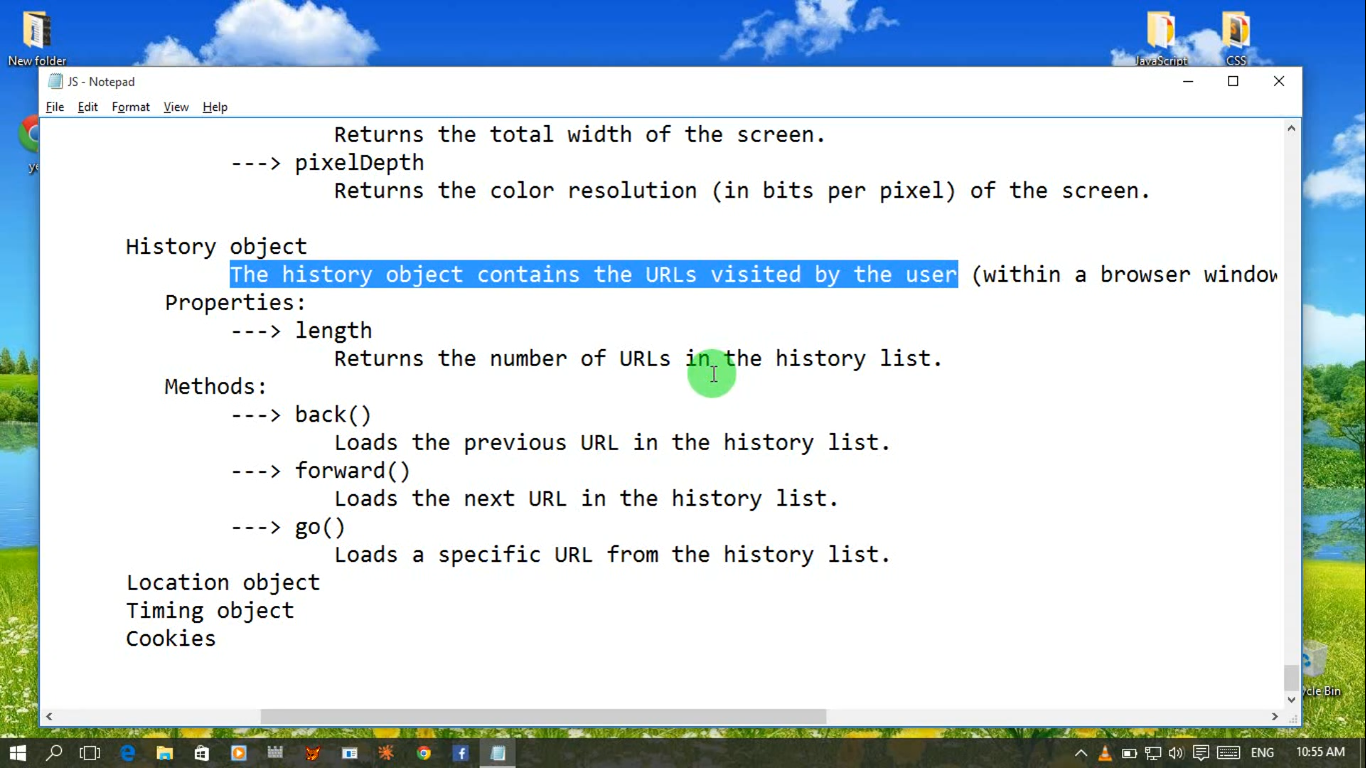 New folder
JavaScript
CSS
JS - Notepad
File Edit Format View Help
Returns the total width of the screen.
---> pixelDepth
Returns the color resolution (in bits per pixel) of the screen.
History object
The history object contains the URLs visited by the user (within a browser window
Properties:
---> length
Returns the number of URLs in the history list.
Methods:
---> back()
Loads the previous URL in the history list.
---> forward()
Loads the next URL in the history list.
---> go()
Loads a specific URL from the history list.
Location object
Timing object
Cookies
cle Bin
ENG
10:55 AM